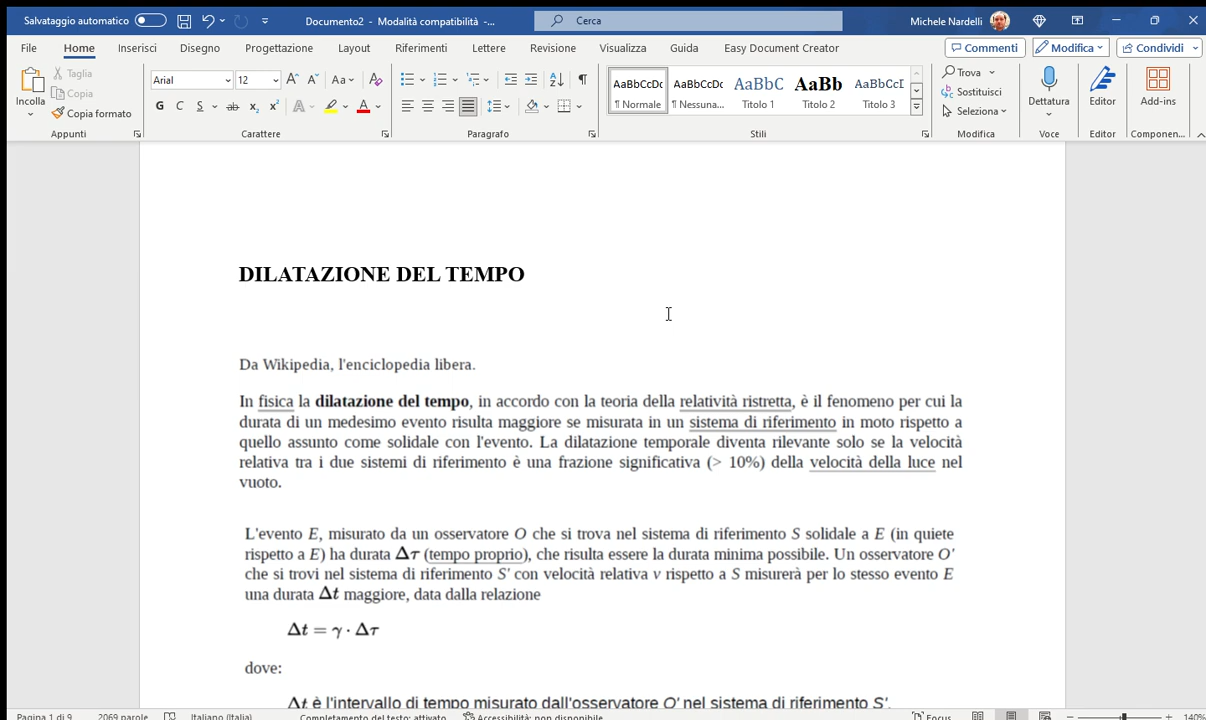 Salvataggio automatico
Documento2 - Modalità compatibilità -...
Cerca
Michele Nardelli
File Home Inserisci Disegno Progettazione Layout Riferimenti Lettere Revisione Visualizza Guida Easy Document Creator
Commenti Modifica Condividi
Incolla
Taglia
Copia
Copia formato
Appunti
Arial 12
Aa
G C S ab x₂ x²
A A
Carattere
Paragrafo
AaBbCcDc AaBbCcDc AaBbC AaBb AaBbCcD
¶ Normale ¶ Nessuna... Titolo 1 Titolo 2 Titolo 3
Stili
Trova
Sostituisci
Seleziona
Modifica
Dettatura
Voce
Editor
Editor
Add-ins
Componen...
DILATAZIONE DEL TEMPO
Da Wikipedia, l'enciclopedia libera.
In fisica la dilatazione del tempo, in accordo con la teoria della relatività ristretta, è il fenomeno per cui la
durata di un medesimo evento risulta maggiore se misurata in un sistema di riferimento in moto rispetto a
quello assunto come solidale con l'evento. La dilatazione temporale diventa rilevante solo se la velocità
relativa tra i due sistemi di riferimento è una frazione significativa (> 10%) della velocità della luce nel
vuoto.
L'evento E, misurato da un osservatore O che si trova nel sistema di riferimento S solidale a E (in quiete
rispetto a E) ha durata Δτ (tempo proprio), che risulta essere la durata minima possibile. Un osservatore O'
che si trovi nel sistema di riferimento S' con velocità relativa v rispetto a S misurerà per lo stesso evento E
una durata Δt maggiore, data dalla relazione
Δt = γ · Δτ
dove:
Δt è l'intervallo di tempo misurato dall'osservatore O' nel sistema di riferimento S'.
Pagina 1 di 9 2069 parole Italiano (Italia) Completamento del testo: attivato Accessibilità: non disponibile Focus 140%